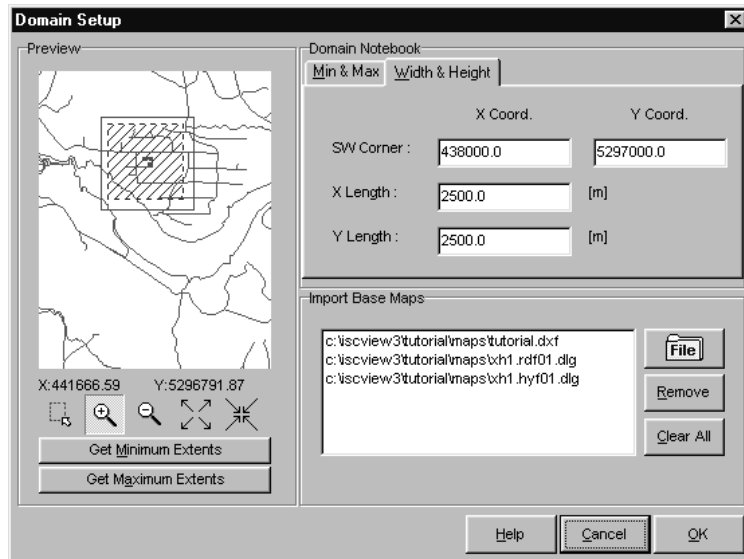 Domain Setup
Preview
X:441666.59 Y:5296791.87
Get Minimum Extents
Get Maximum Extents
Domain Notebook
Min & Max Width & Height
X Coord. Y Coord.
SW Corner : 438000.0 5297000.0
X Length : 2500.0 [m]
Y Length : 2500.0 [m]
Import Base Maps
c:\iscview3\tutorial\maps\tutorial.dxf
c:\iscview3\tutorial\maps\xh1.rdf01.dlg
c:\iscview3\tutorial\maps\xh1.hyf01.dlg
File
Remove
Clear All
Help Cancel OK